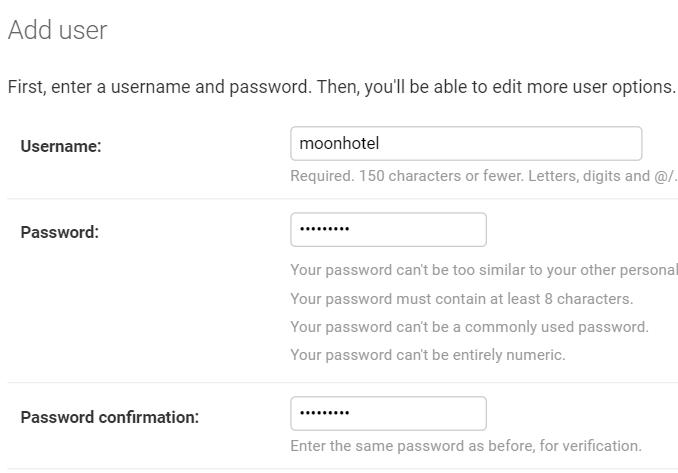 Add user
First, enter a username and password. Then, you'll be able to edit more user options.
Username:
moonhotel
Required. 150 characters or fewer. Letters, digits and @/.
Password:
•••••••••
Your password can't be too similar to your other personal
Your password must contain at least 8 characters.
Your password can't be a commonly used password.
Your password can't be entirely numeric.
Password confirmation:
•••••••••
Enter the same password as before, for verification.